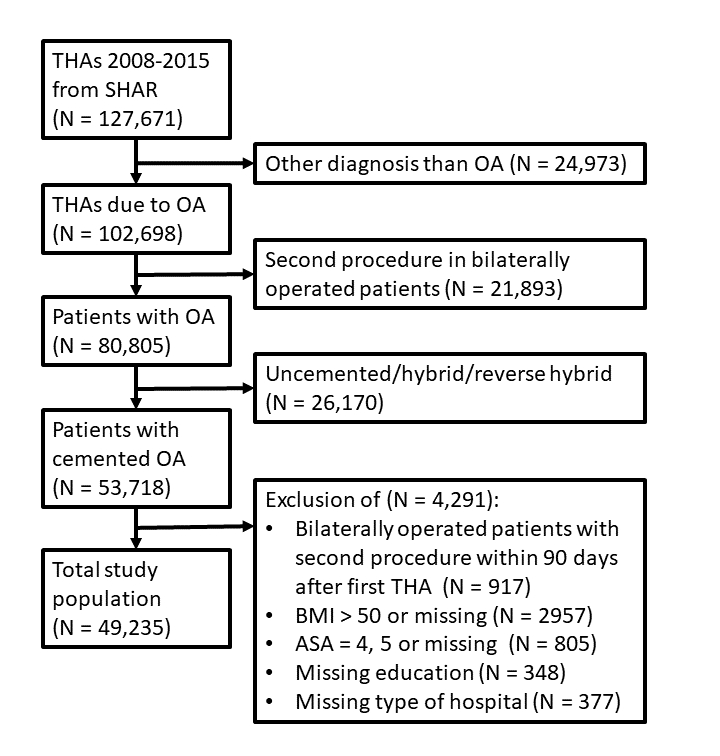 THAs 2008-2015
from SHAR
(N = 127,671)
Other diagnosis than OA (N = 24,973)
THAs due to OA
(N = 102,698)
Second procedure in bilaterally
operated patients (N = 21,893)
Patients with OA
(N = 80,805)
Uncemented/hybrid/reverse hybrid
(N = 26,170)
Patients with
cemented OA
(N = 53,718)
Exclusion of (N = 4,291):
• Bilaterally operated patients with
second procedure within 90 days
after first THA (N = 917)
• BMI > 50 or missing (N = 2957)
• ASA = 4, 5 or missing (N = 805)
• Missing education (N = 348)
• Missing type of hospital (N = 377)
Total study
population
(N = 49,235)